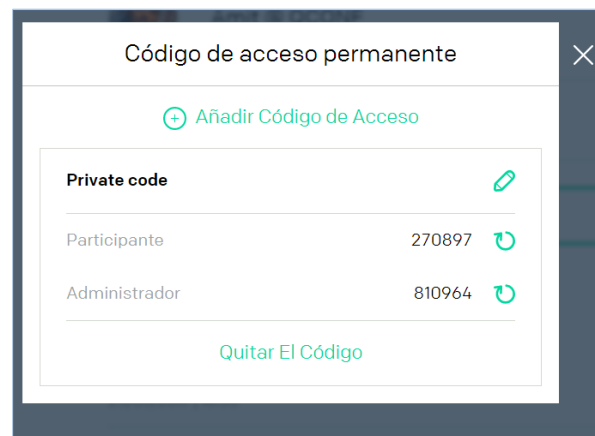 Código de acceso permanente
Añadir Código de Acceso
Private code
Participante 270897
Administrador 810964
Quitar El Código